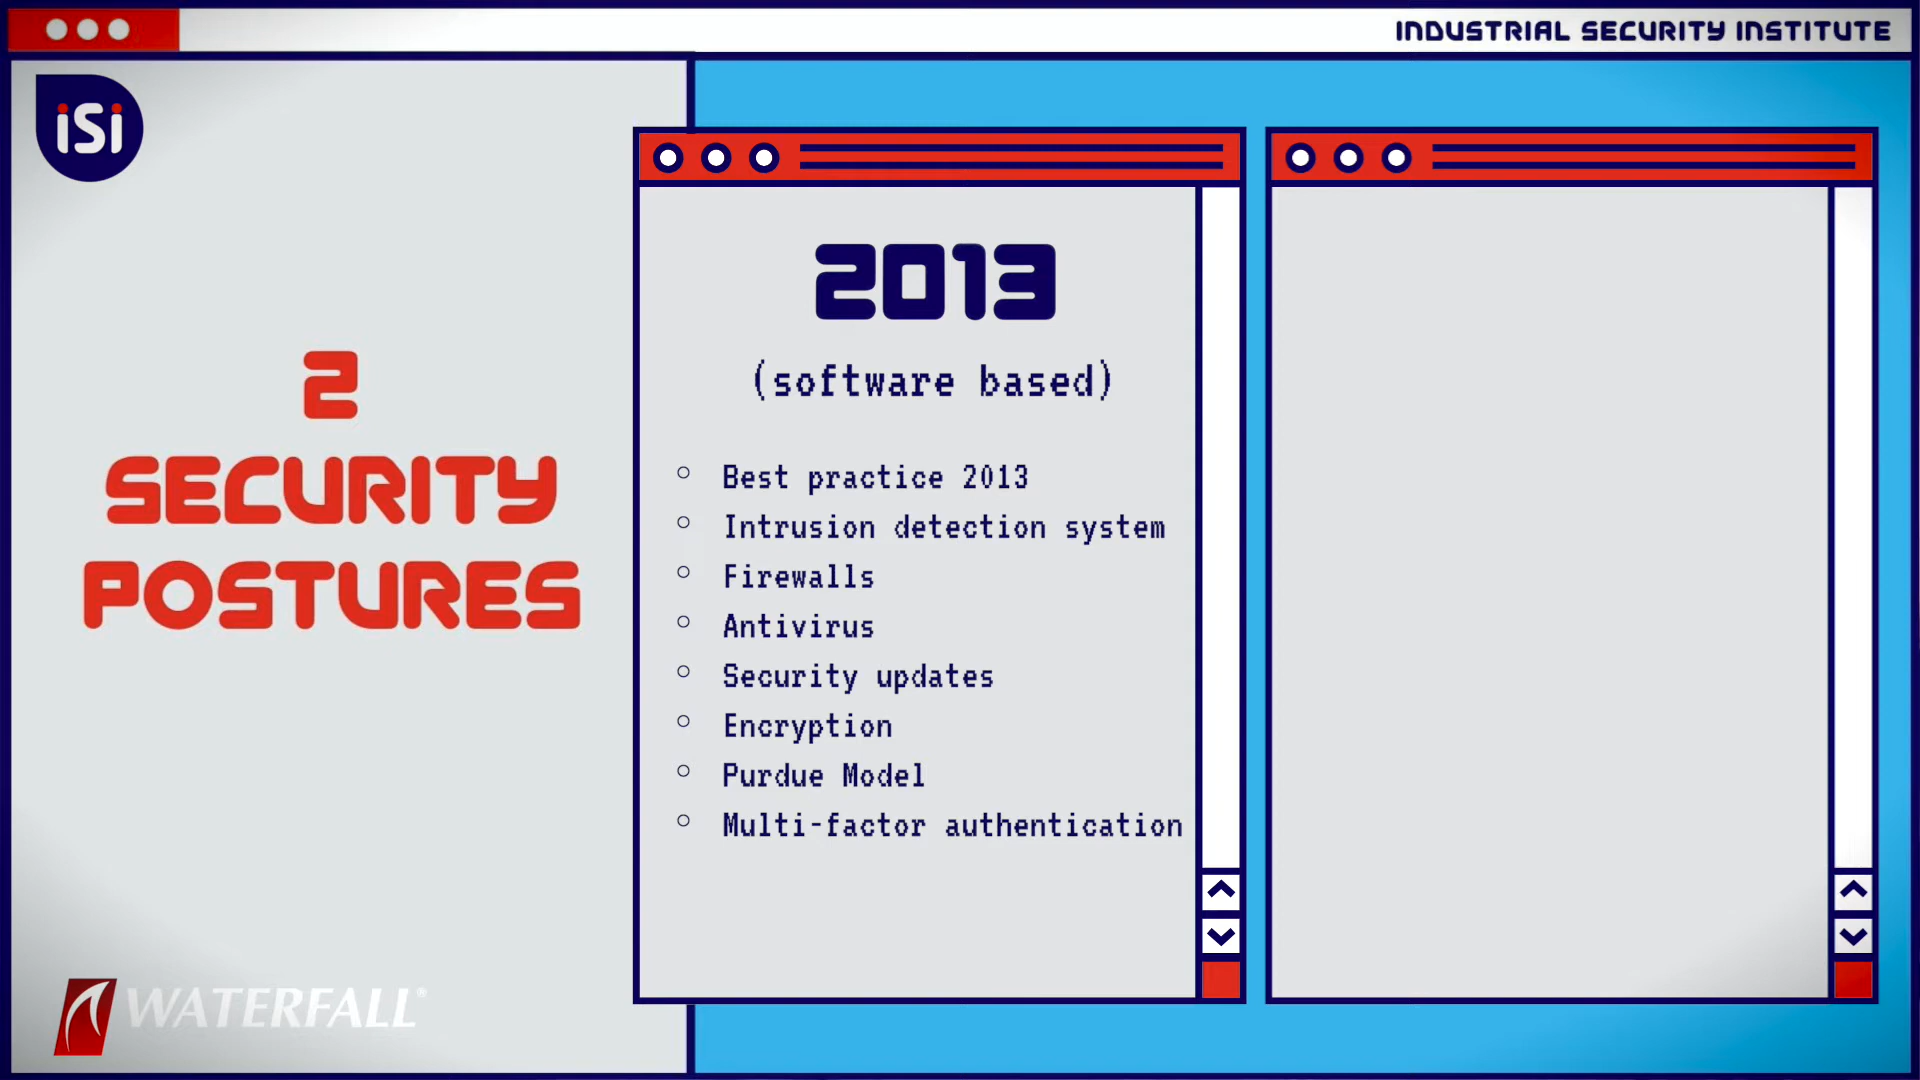 INDUSTRIAL SECURITY INSTITUTE
iSi
2
SECURITY
POSTURES
2013
(software based)
Best practice 2013
Intrusion detection system
Firewalls
Antivirus
Security updates
Encryption
Purdue Model
Multi-factor authentication
WATERFALL®